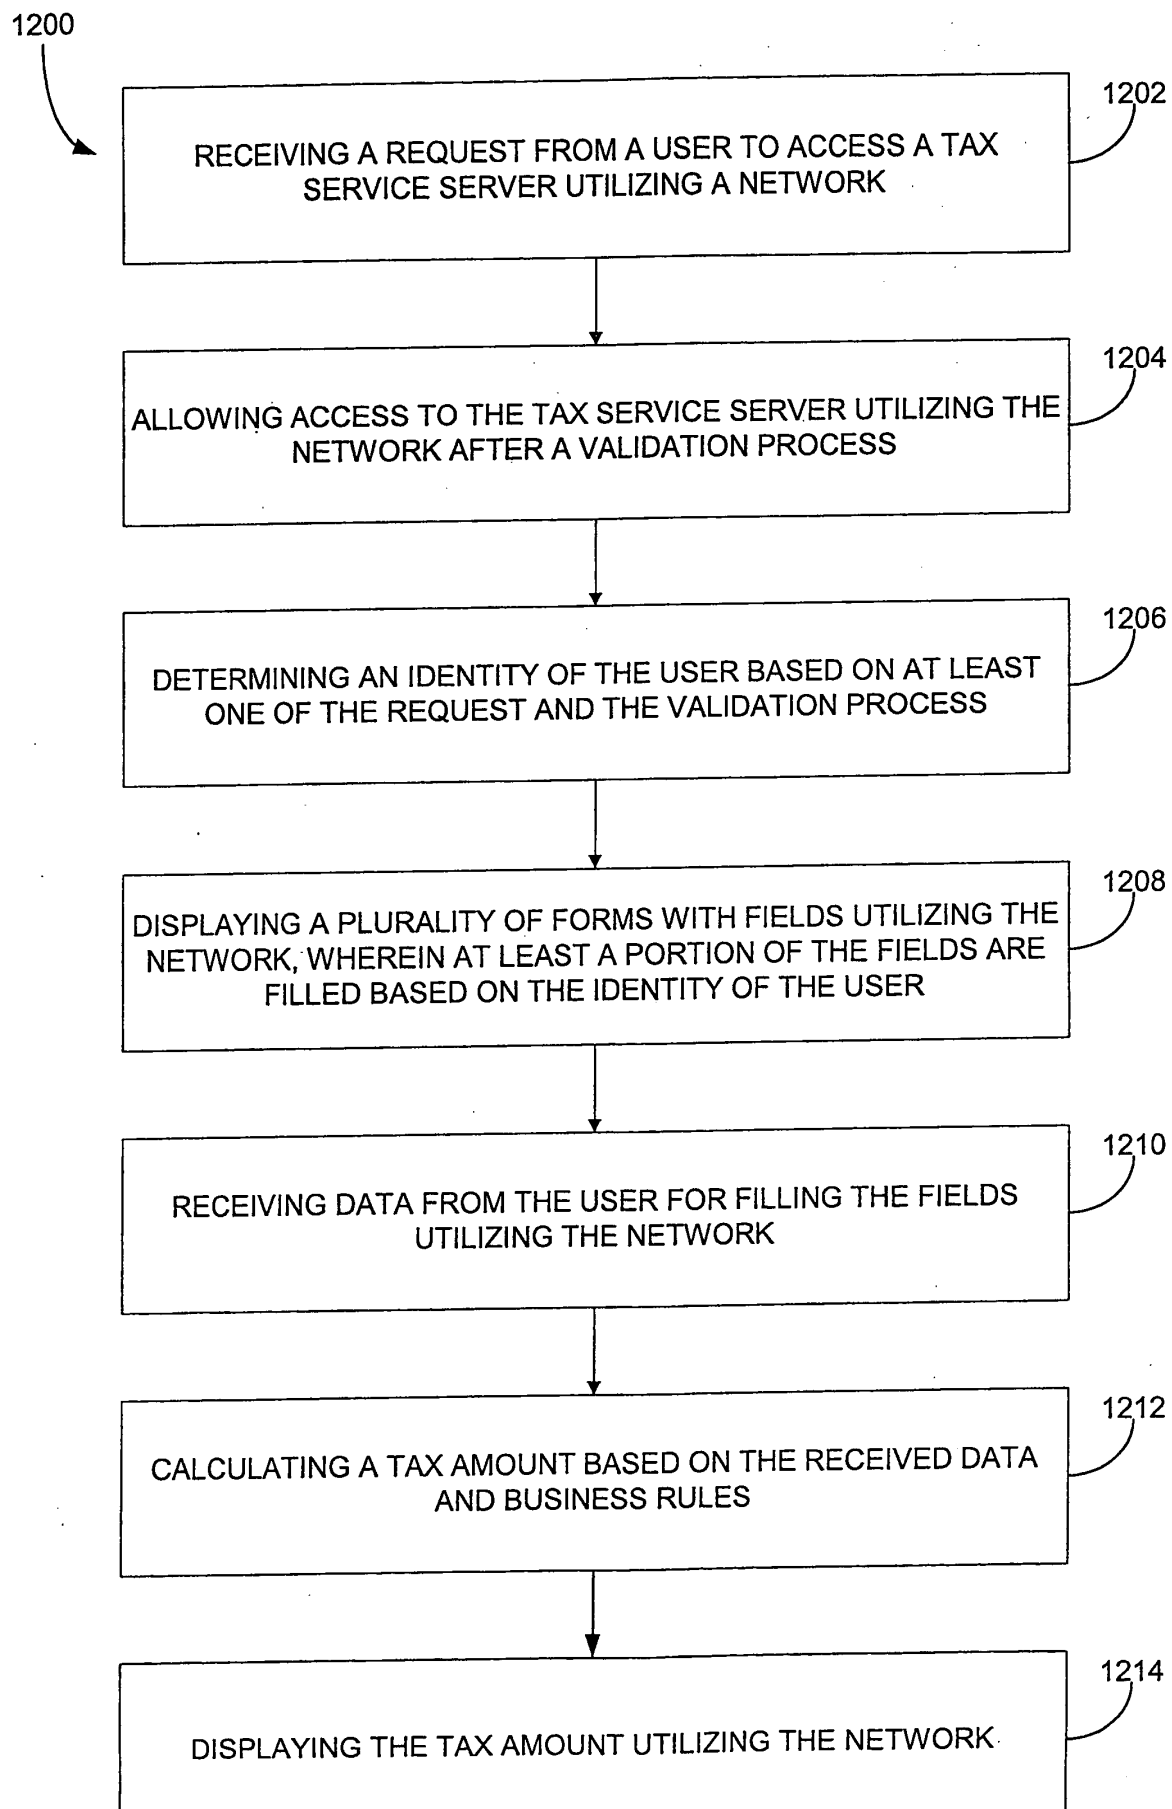 1200
1202
RECEIVING A REQUEST FROM A USER TO ACCESS A TAX
SERVICE SERVER UTILIZING A NETWORK
1204
ALLOWING ACCESS TO THE TAX SERVICE SERVER UTILIZING THE
NETWORK AFTER A VALIDATION PROCESS
1206
DETERMINING AN IDENTITY OF THE USER BASED ON AT LEAST
ONE OF THE REQUEST AND THE VALIDATION PROCESS
1208
DISPLAYING A PLURALITY OF FORMS WITH FIELDS UTILIZING THE
NETWORK, WHEREIN AT LEAST A PORTION OF THE FIELDS ARE
FILLED BASED ON THE IDENTITY OF THE USER
1210
RECEIVING DATA FROM THE USER FOR FILLING THE FIELDS
UTILIZING THE NETWORK
1212
CALCULATING A TAX AMOUNT BASED ON THE RECEIVED DATA
AND BUSINESS RULES
1214
DISPLAYING THE TAX AMOUNT UTILIZING THE NETWORK